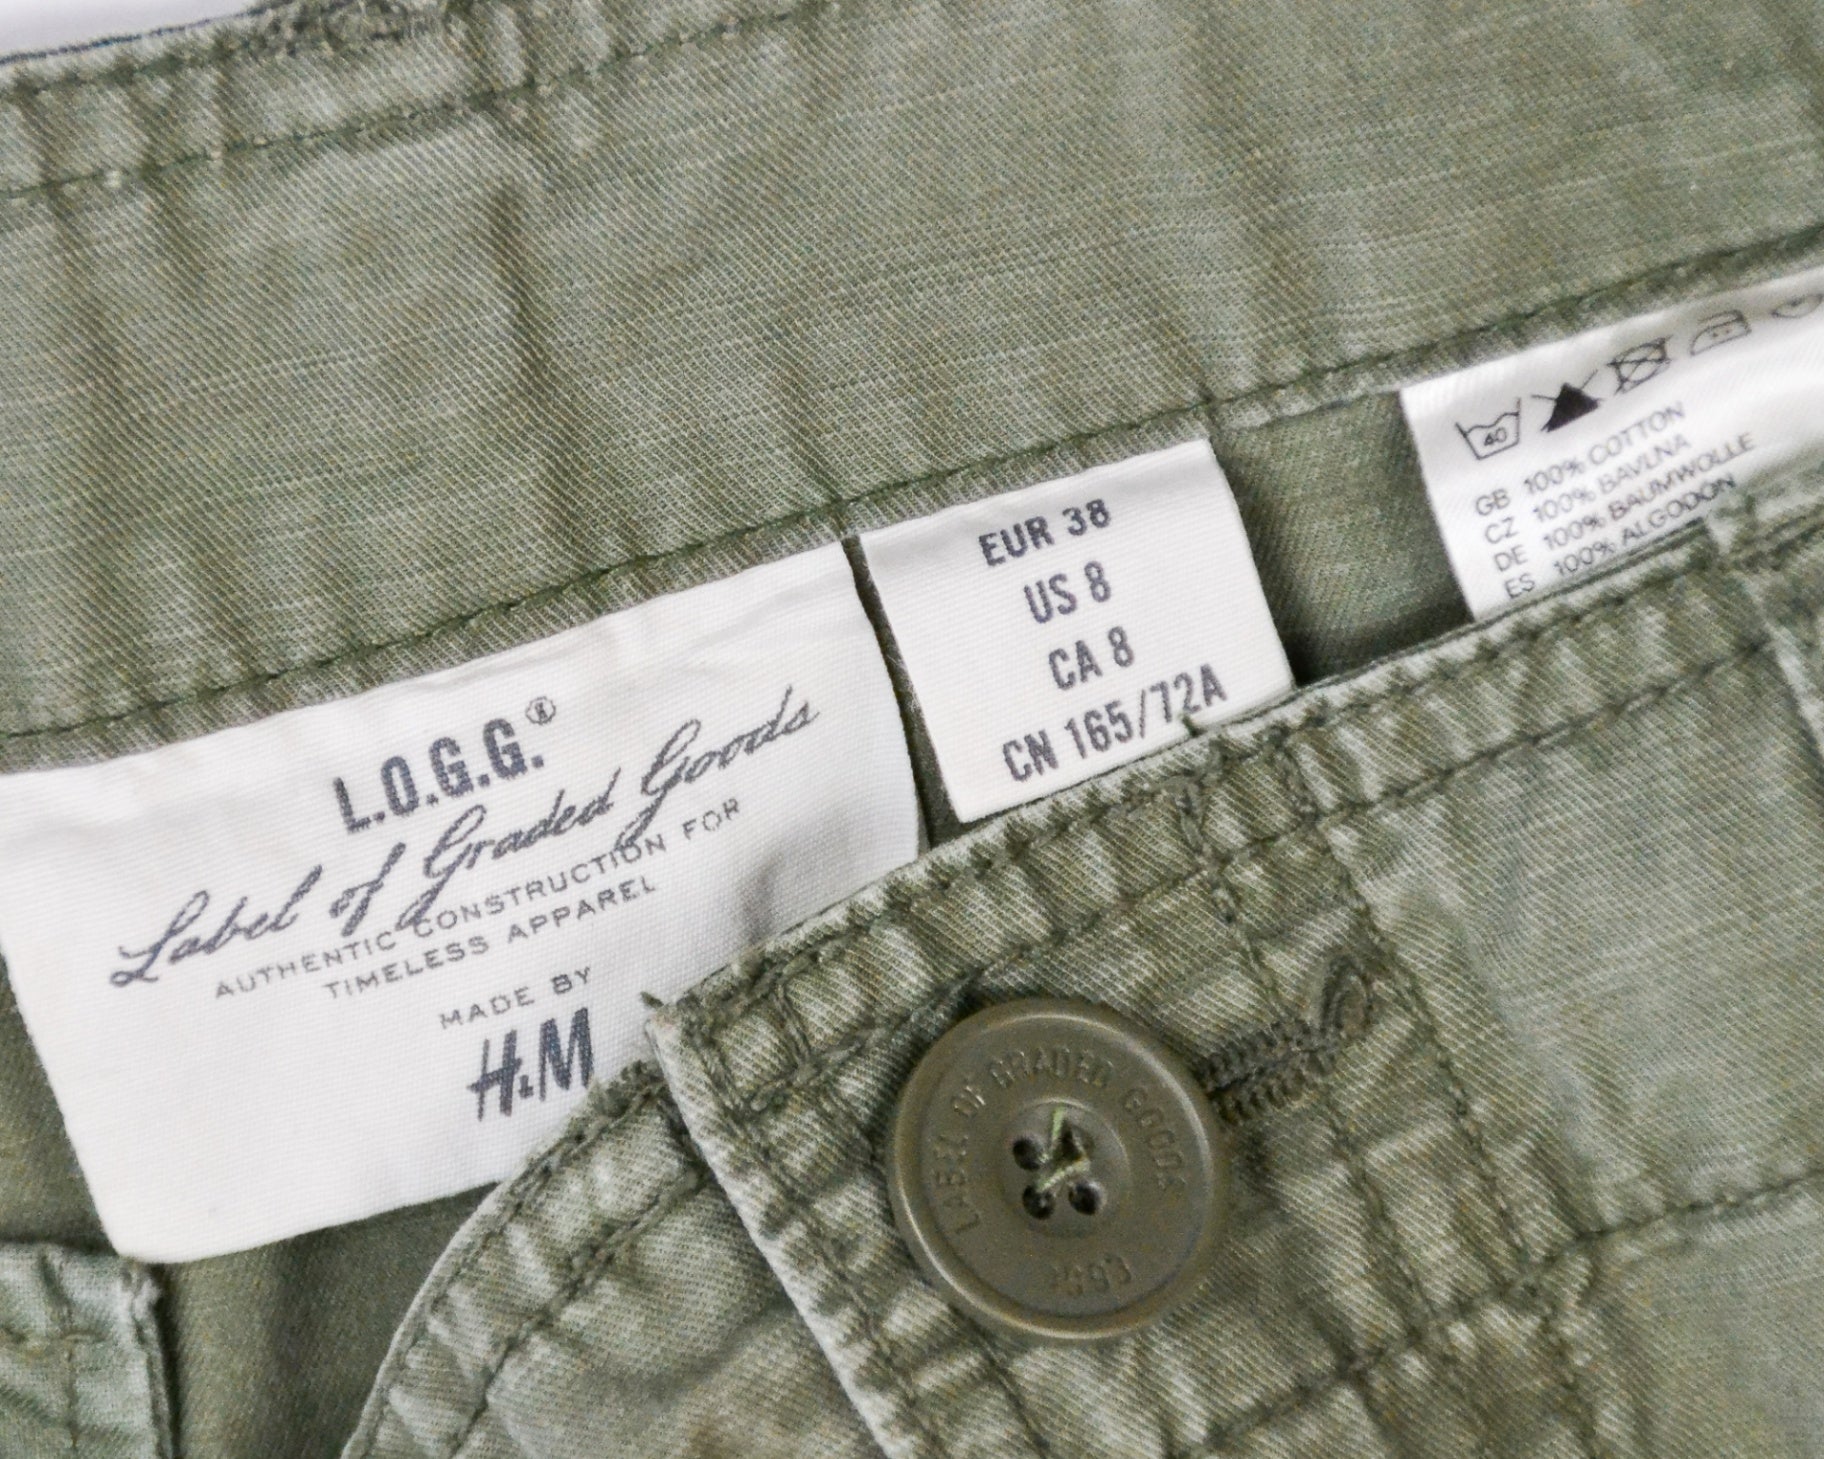 L.O.G.G.®
Label of Graded Goods
AUTHENTIC CONSTRUCTION FOR
TIMELESS APPAREL
MADE BY
H&M
EUR 38
US 8
CA 8
CN 165/72A
40
GB 100% COTTON
CZ 100% BAVLNA
DE 100% BAUMWOLLE
ES 100% ALGODON
LABEL OF GRADED GOODS